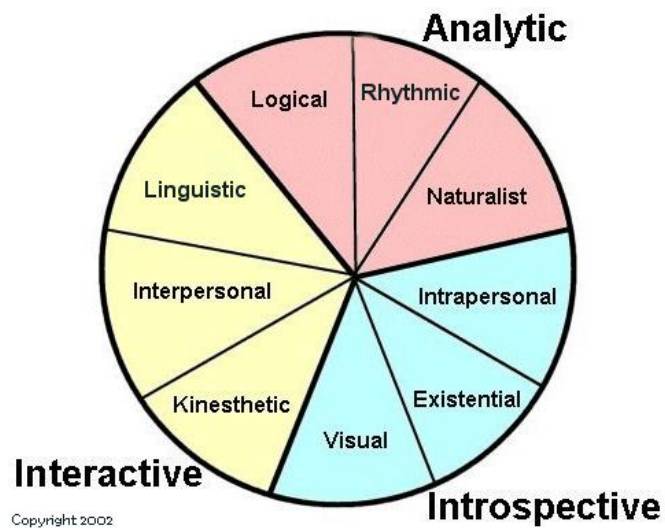 Analytic
Logical
Rhythmic
Linguistic
Naturalist
Interpersonal
Intrapersonal
Kinesthetic
Existential
Visual
Interactive
Introspective
Copyright 2002